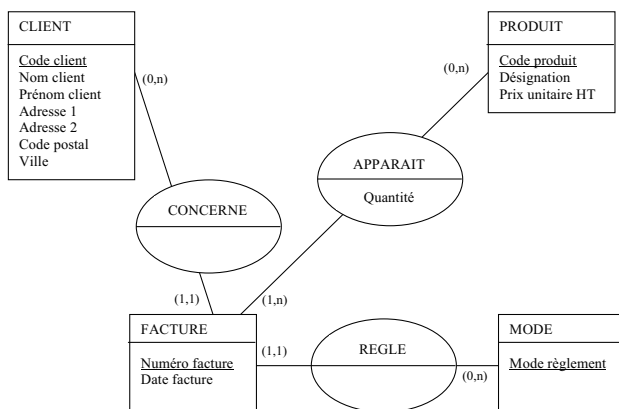 CLIENT
Code client
Nom client
Prénom client
Adresse 1
Adresse 2
Code postal
Ville
(0,n)
PRODUIT
Code produit
Désignation
Prix unitaire HT
(0,n)
APPARAIT
Quantité
CONCERNE
(1,1)
(1,n)
FACTURE
Numéro facture
Date facture
(1,1)
REGLE
(0,n)
MODE
Mode règlement